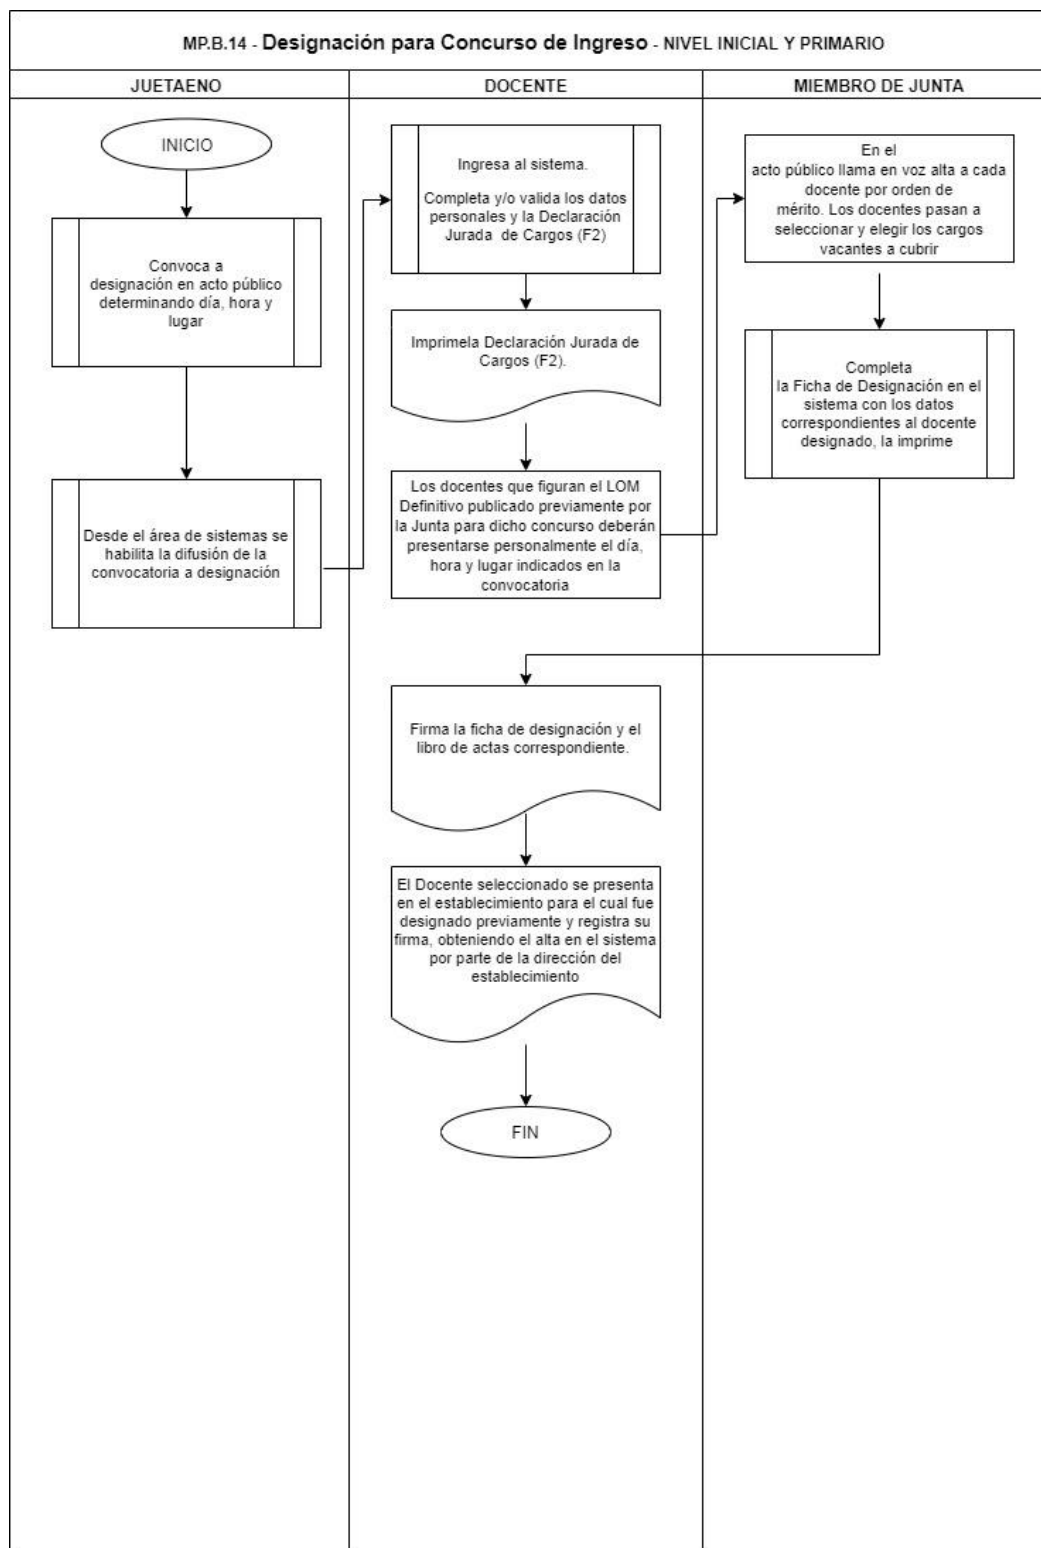 MP.B.14 - Designación para Concurso de Ingreso - NIVEL INICIAL Y PRIMARIO
JUETAENO
DOCENTE
MIEMBRO DE JUNTA
INICIO
Convoca a
designación en acto público
determinando día, hora y
lugar
Desde el área de sistemas se
habilita la difusión de la
convocatoria a designación
Ingresa al sistema.
Completa y/o valida los datos
personales y la Declaración
Jurada de Cargos (F2)
Imprimela Declaración Jurada de
Cargos (F2).
Los docentes que figuran el LOM
Definitivo publicado previamente por
la Junta para dicho concurso deberán
presentarse personalmente el día,
hora y lugar indicados en la
convocatoria
En el
acto público llama en voz alta a cada
docente por orden de
mérito. Los docentes pasan a
seleccionar y elegir los cargos
vacantes a cubrir
Completa
la Ficha de Designación en el
sistema con los datos
correspondientes al docente
designado, la imprime
Firma la ficha de designación y el
libro de actas correspondiente.
El Docente seleccionado se presenta
en el establecimiento para el cual fue
designado previamente y registra su
firma, obteniendo el alta en el sistema
por parte de la dirección del
establecimiento
FIN